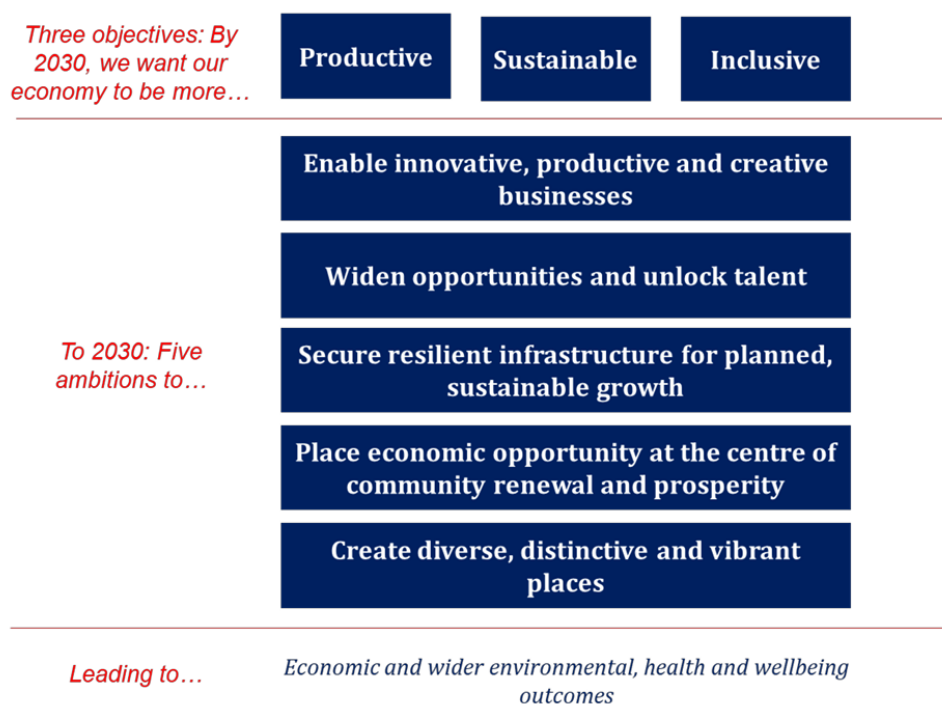 Three objectives: By
2030, we want our
economy to be more…
Productive
Sustainable
Inclusive
To 2030: Five
ambitions to…
Enable innovative, productive and creative
businesses
Widen opportunities and unlock talent
Secure resilient infrastructure for planned,
sustainable growth
Place economic opportunity at the centre of
community renewal and prosperity
Create diverse, distinctive and vibrant
places
Leading to…
Economic and wider environmental, health and wellbeing
outcomes